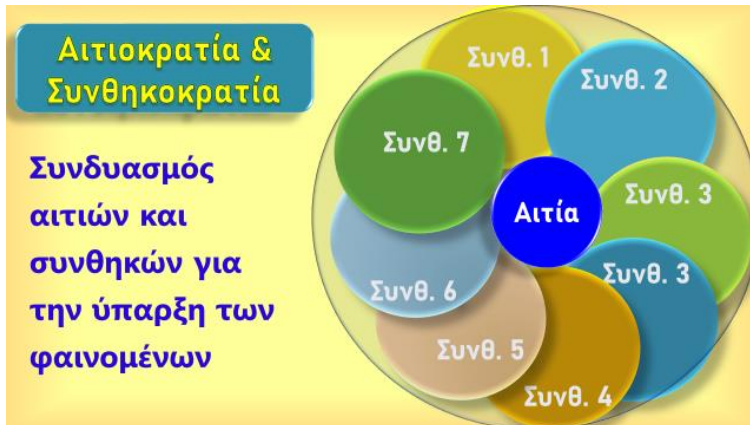 Αιτιοκρατία &
Συνθηκοκρατία
Συνδυασμός
αιτιών και
συνθηκών για
την ύπαρξη των
φαινομένων
Συνθ. 1
Συνθ. 2
Συνθ. 3
Συνθ. 3
Συνθ. 4
Συνθ. 5
Συνθ. 6
Συνθ. 7
Αιτία